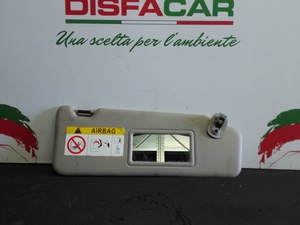 DISFACAR
Una scelta per l'ambiente
AIRBAG